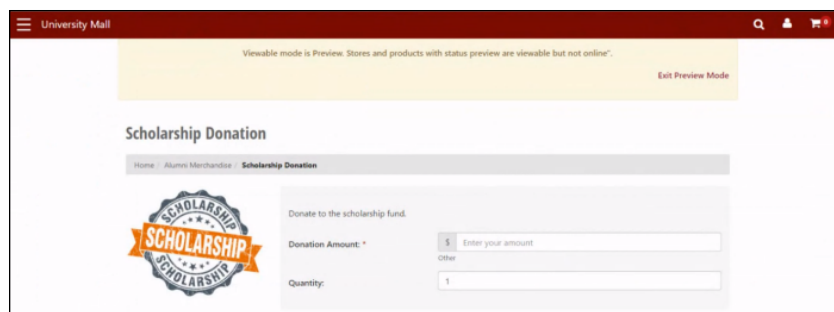 University Mall
0
Viewable mode is Preview. Stores and products with status preview are viewable but not online".
Exit Preview Mode
Scholarship Donation
Home / Alumni Merchandise / Scholarship Donation
SCHOLARSHIP
SCHOLARSHIP
SCHOLARSHIP
Donate to the scholarship fund.
Donation Amount: *
$ Enter your amount
Other
Quantity:
1